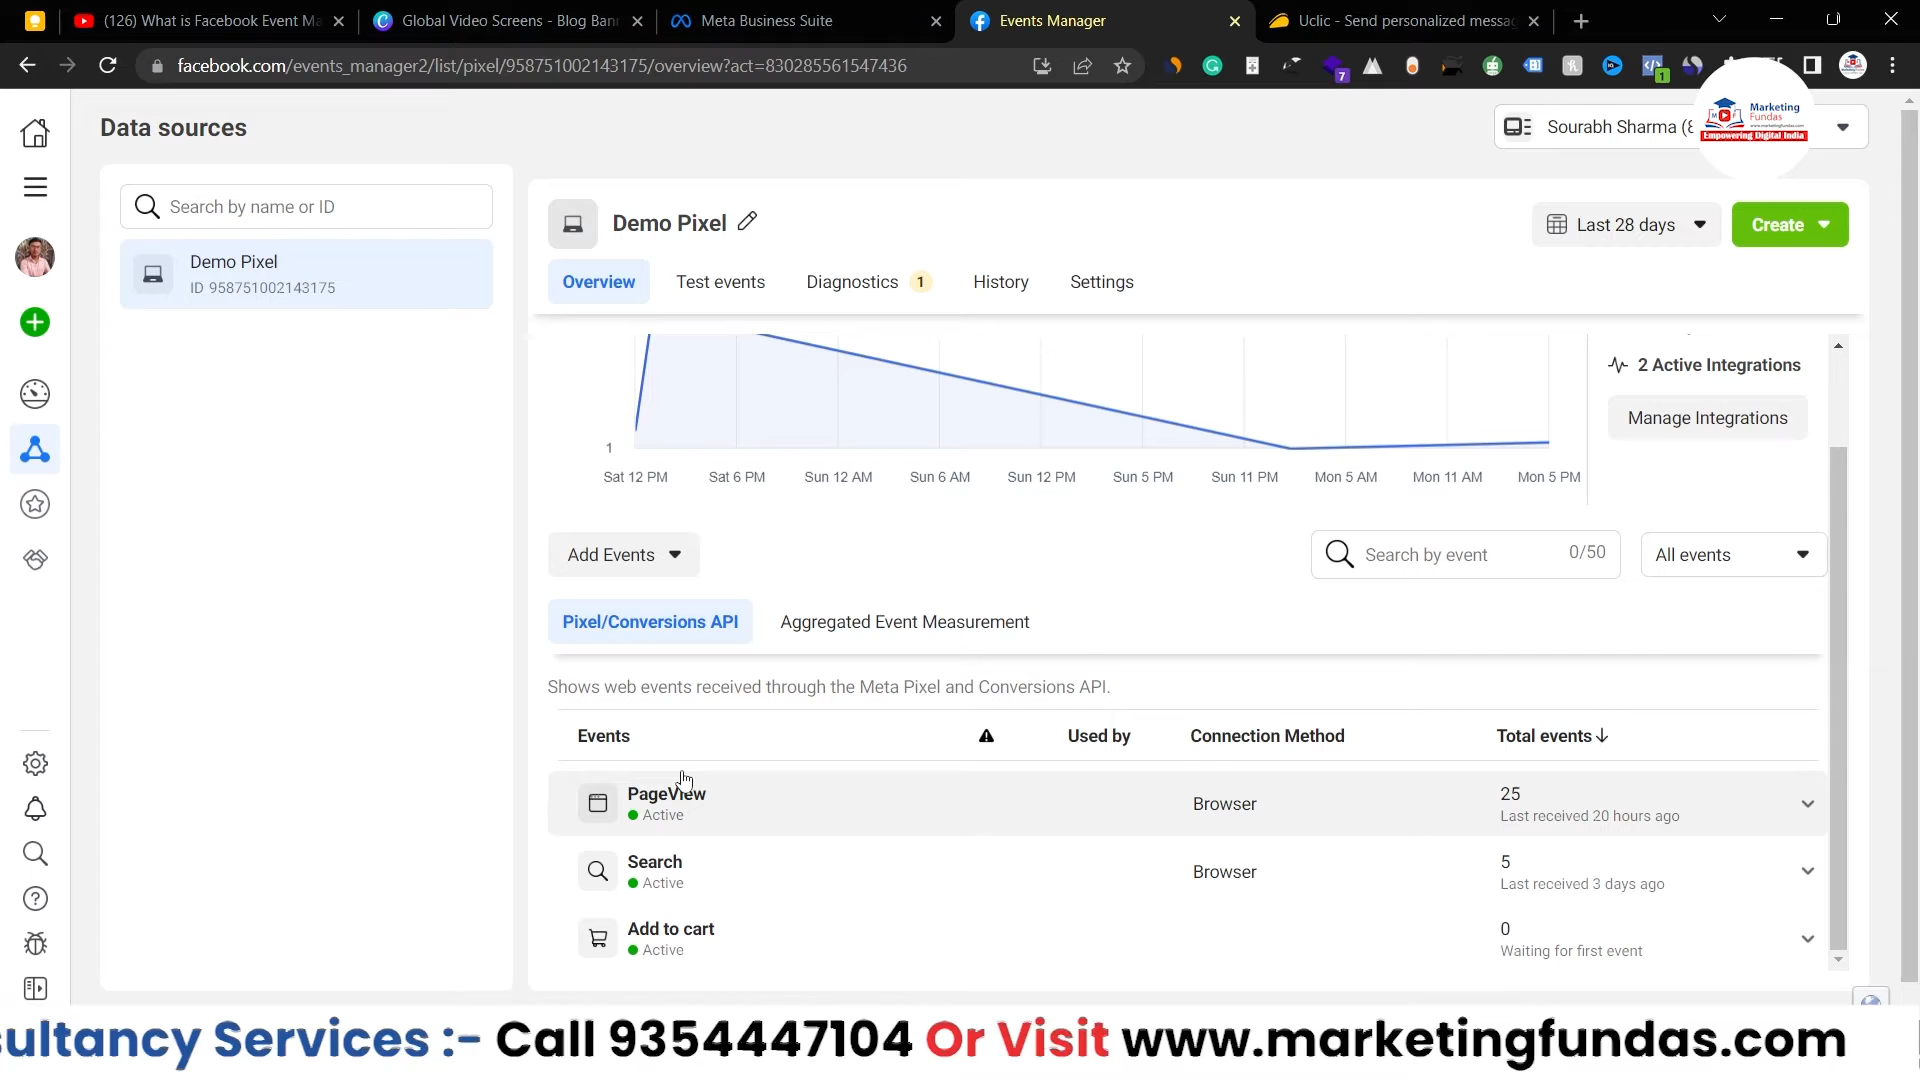 (126) What is Facebook Event Ma
Global Video Screens - Blog Ban
Meta Business Suite
Events Manager
Uclic - Send personalized messag
facebook.com/events_manager2/list/pixel/958751002143175/overview?act=830285561547436
7
1
Data sources
Sourabh Sharma (8
Marketing
Fundas
www.marketingfundas.com
Empowering Digital India
Search by name or ID
Demo Pixel
ID 958751002143175
Demo Pixel
Last 28 days
Create
Overview
Test events
Diagnostics 1
History
Settings
2 Active Integrations
Manage Integrations
1
Sat 12 PM
Sat 6 PM
Sun 12 AM
Sun 6 AM
Sun 12 PM
Sun 5 PM
Sun 11 PM
Mon 5 AM
Mon 11 AM
Mon 5 PM
Add Events
Search by event
0/50
All events
Pixel/Conversions API
Aggregated Event Measurement
Shows web events received through the Meta Pixel and Conversions API.
Events
Used by
Connection Method
Total events
PageView
Active
Browser
25
Last received 20 hours ago
Search
Active
Browser
5
Last received 3 days ago
Add to cart
Active
0
Waiting for first event
sultancy Services :- Call 9354447104 Or Visit www.marketingfundas.com